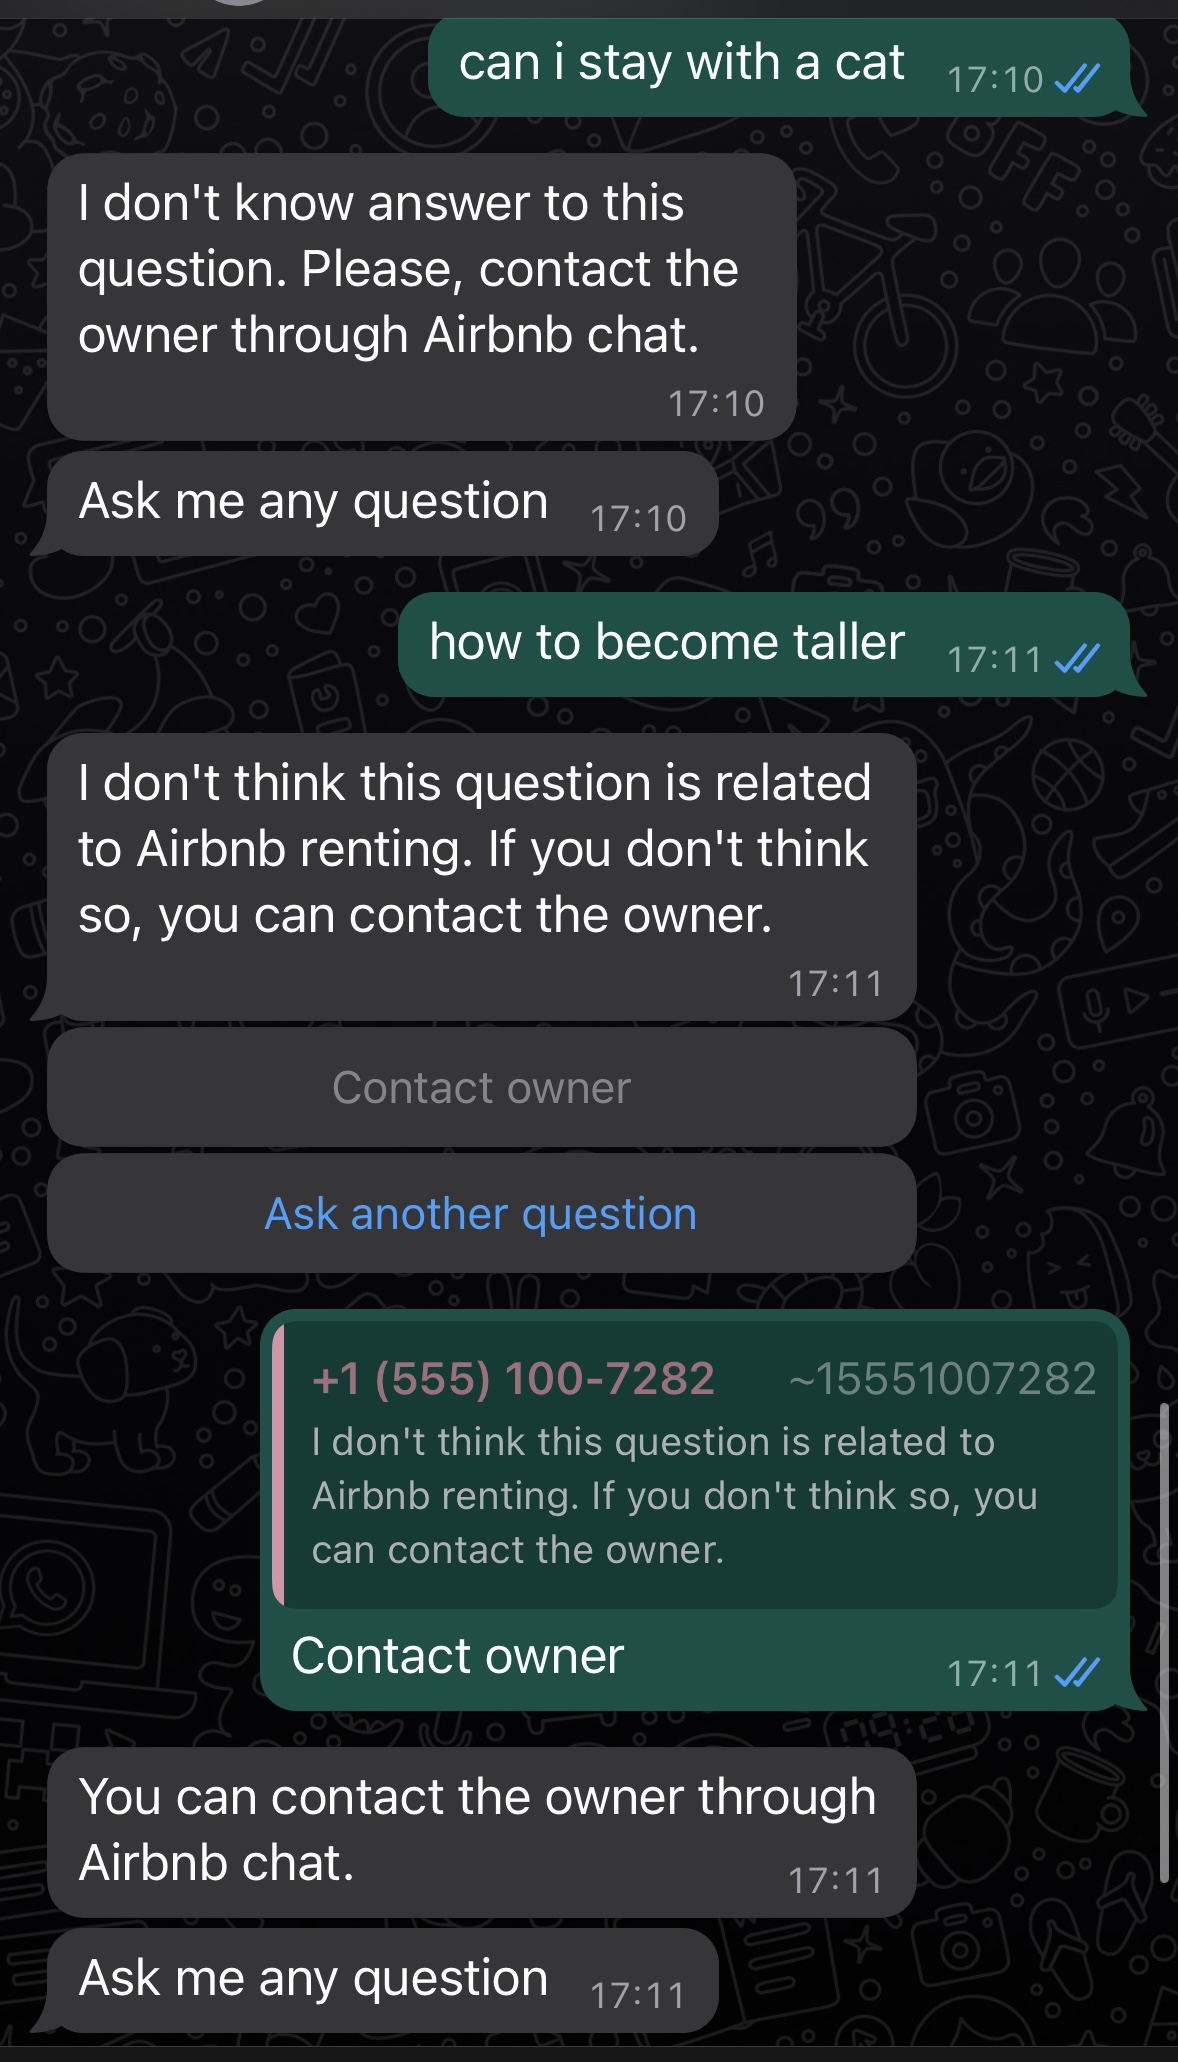 can i stay with a cat 17:10
I don't know answer to this
question. Please, contact the
owner through Airbnb chat.
17:10
Ask me any question 17:10
how to become taller 17:11
I don't think this question is related
to Airbnb renting. If you don't think
so, you can contact the owner.
17:11
Contact owner
Ask another question
+1 (555) 100-7282 ~15551007282
I don't think this question is related to
Airbnb renting. If you don't think so, you
can contact the owner.
Contact owner 17:11
You can contact the owner through
Airbnb chat. 17:11
Ask me any question 17:11